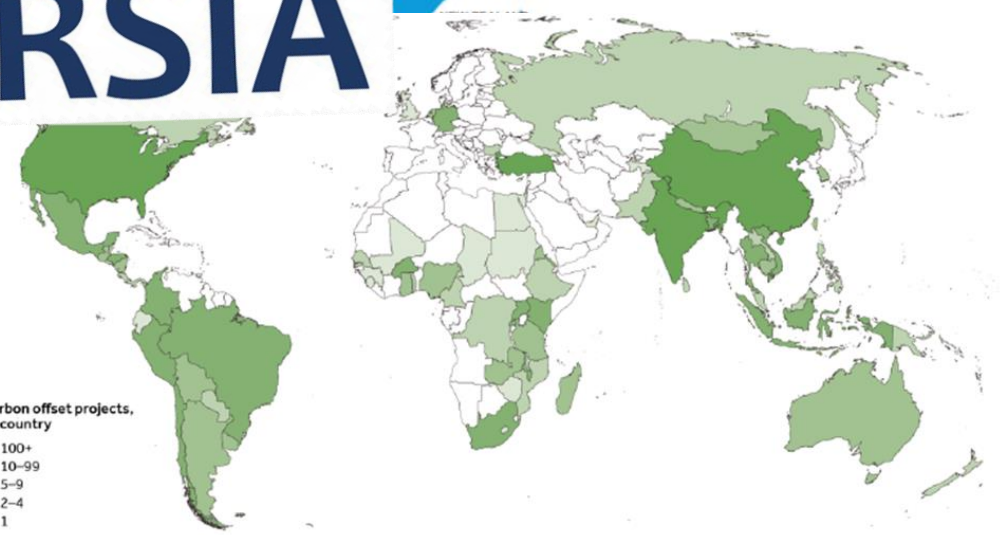 RSIA
rbon offset projects,
country
100+
10–99
5–9
2–4
1